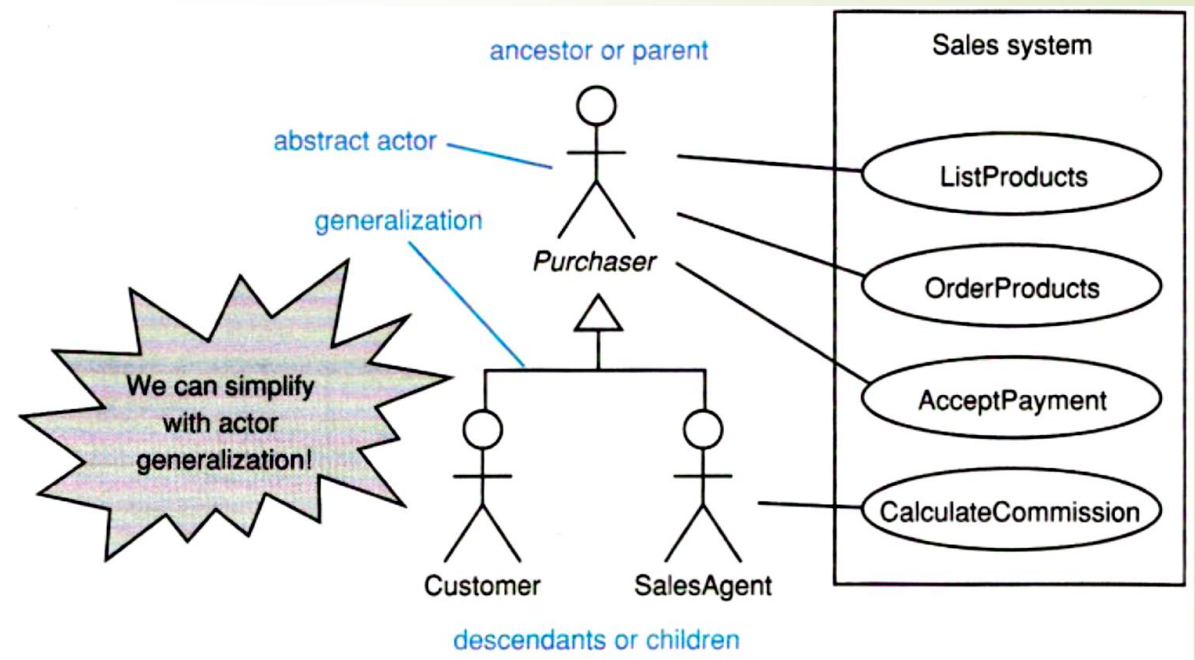 ancestor or parent
Sales system
abstract actor
ListProducts
generalization
Purchaser
OrderProducts
We can simplify
with actor
generalization!
AcceptPayment
CalculateCommission
Customer
SalesAgent
descendants or children